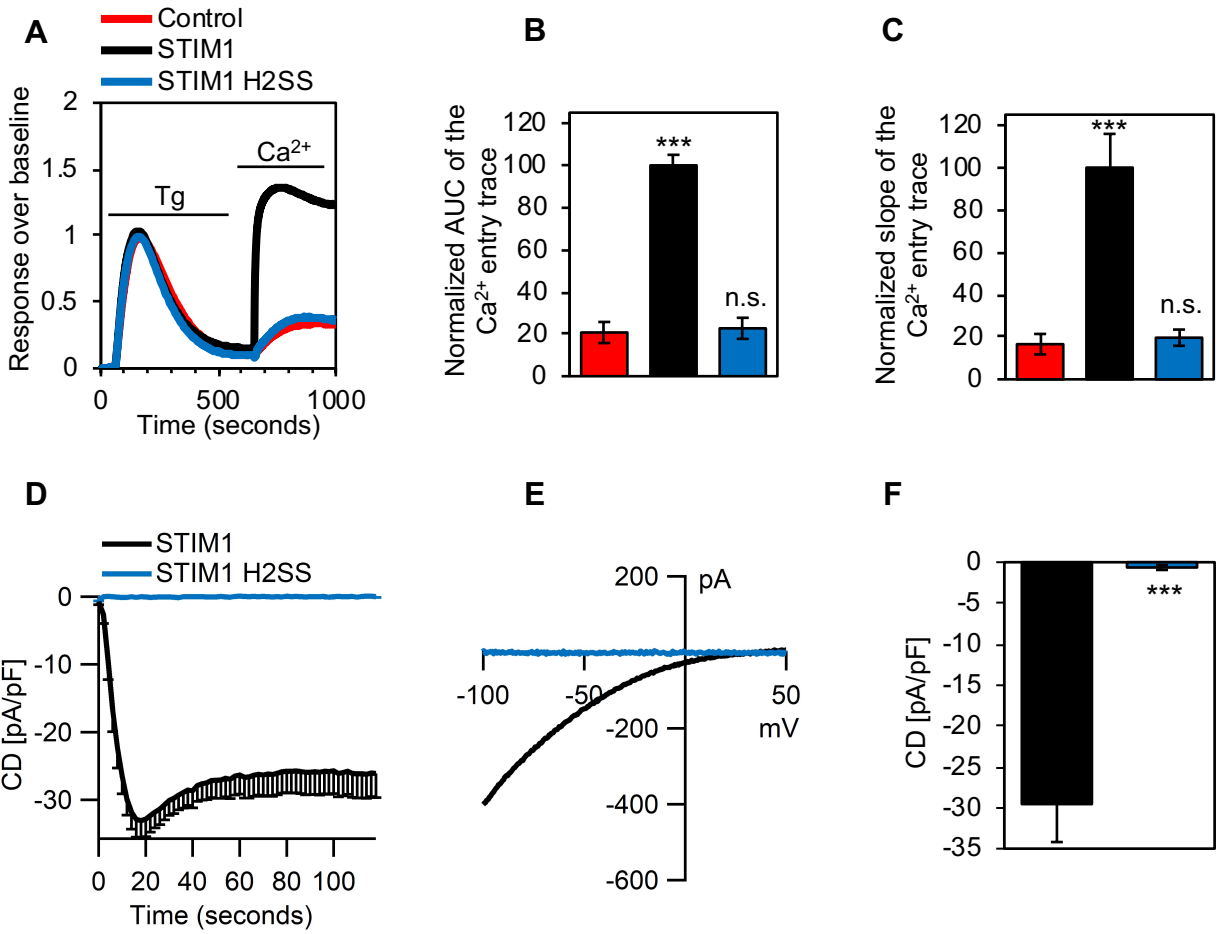 A
Control
STIM1
STIM1 H2SS
Response over baseline
2
1.5
1
0.5
0
Tg
Ca²⁺
0 500 1000
Time (seconds)
B
Normalized AUC of the
Ca²⁺ entry trace
120
100
80
60
40
20
0
***
n.s.
C
Normalized slope of the
Ca²⁺ entry trace
120
100
80
60
40
20
0
***
n.s.
D
STIM1
STIM1 H2SS
CD [pA/pF]
0
-10
-20
-30
0 20 40 60 80 100
Time (seconds)
E
200 pA
-100 -50 50
mV
-200
-400
-600
F
CD [pA/pF]
0
-5
-10
-15
-20
-25
-30
-35
***